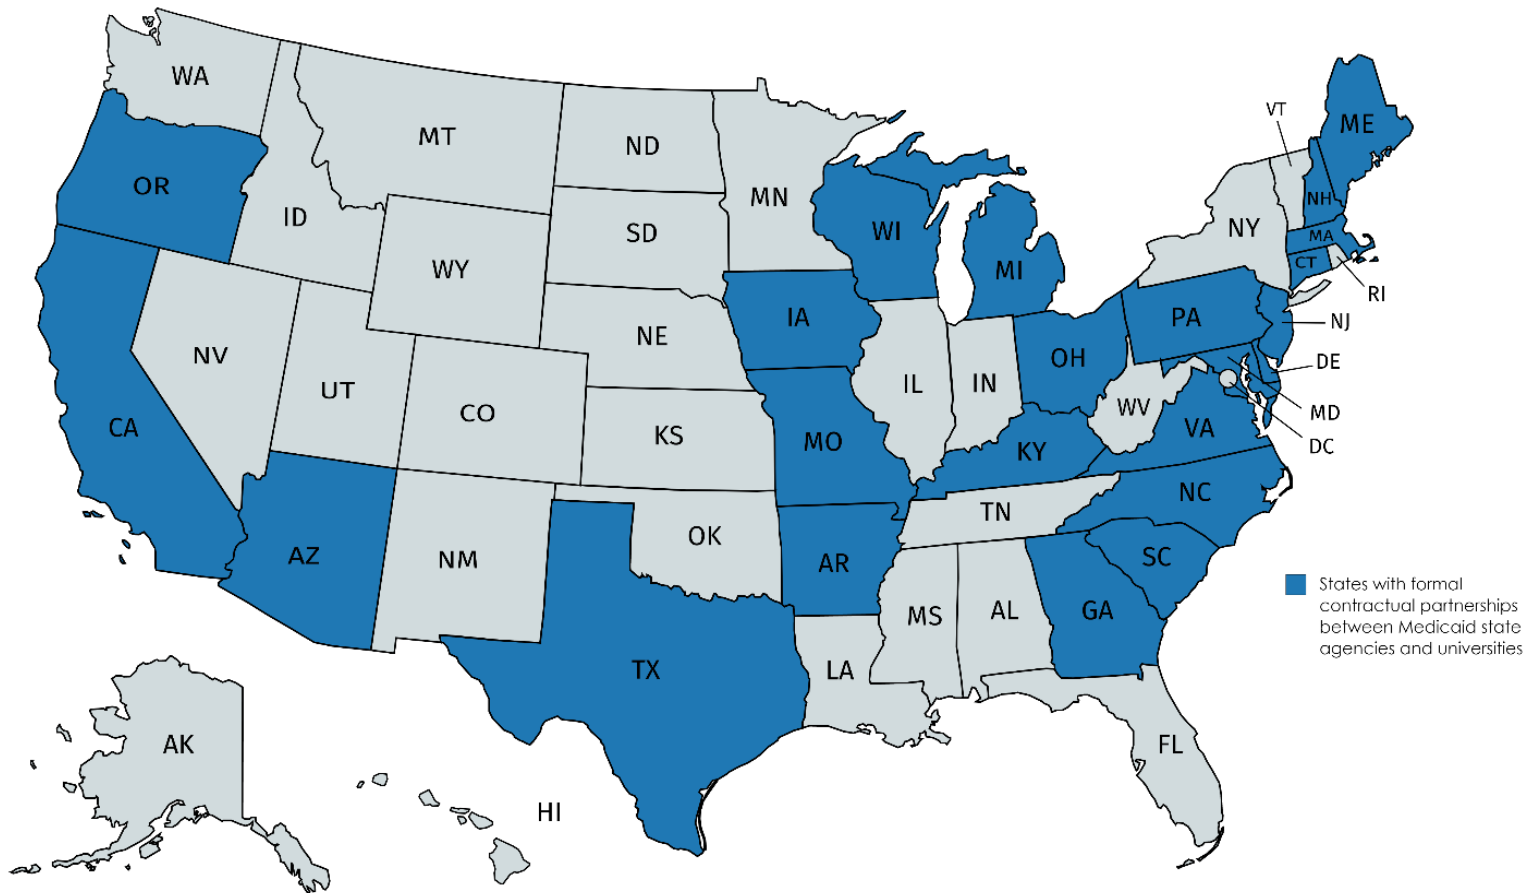 WA
MT
ND
MN
VT
ME
OR
ID
SD
WI
NH
NY
MA
WY
MI
CT
RI
IA
PA
NJ
NE
NV
OH
DE
UT
IL
IN
CO
WV
MD
CA
KS
MO
VA
DC
KY
NC
TN
OK
AZ
NM
AR
SC
MS
AL
GA
States with formal
contractual partnerships
between Medicaid state
agencies and universities
TX
LA
AK
FL
HI